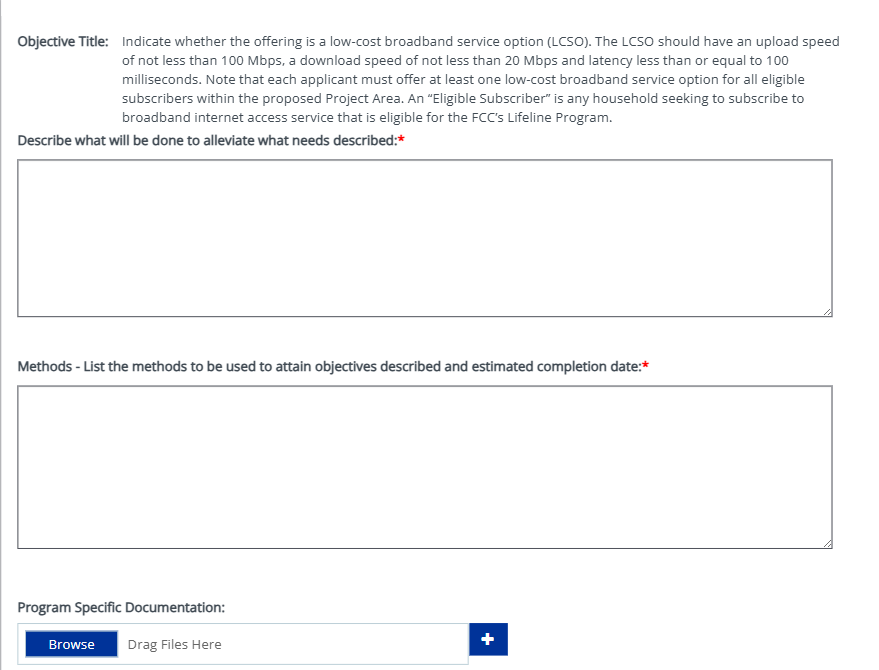 Objective Title: Indicate whether the offering is a low-cost broadband service option (LCSO). The LCSO should have an upload speed
of not less than 100 Mbps, a download speed of not less than 20 Mbps and latency less than or equal to 100
milliseconds. Note that each applicant must offer at least one low-cost broadband service option for all eligible
subscribers within the proposed Project Area. An “Eligible Subscriber” is any household seeking to subscribe to
broadband internet access service that is eligible for the FCC’s Lifeline Program.
Describe what will be done to alleviate what needs described:*
Methods - List the methods to be used to attain objectives described and estimated completion date:*
Program Specific Documentation:
Browse Drag Files Here +